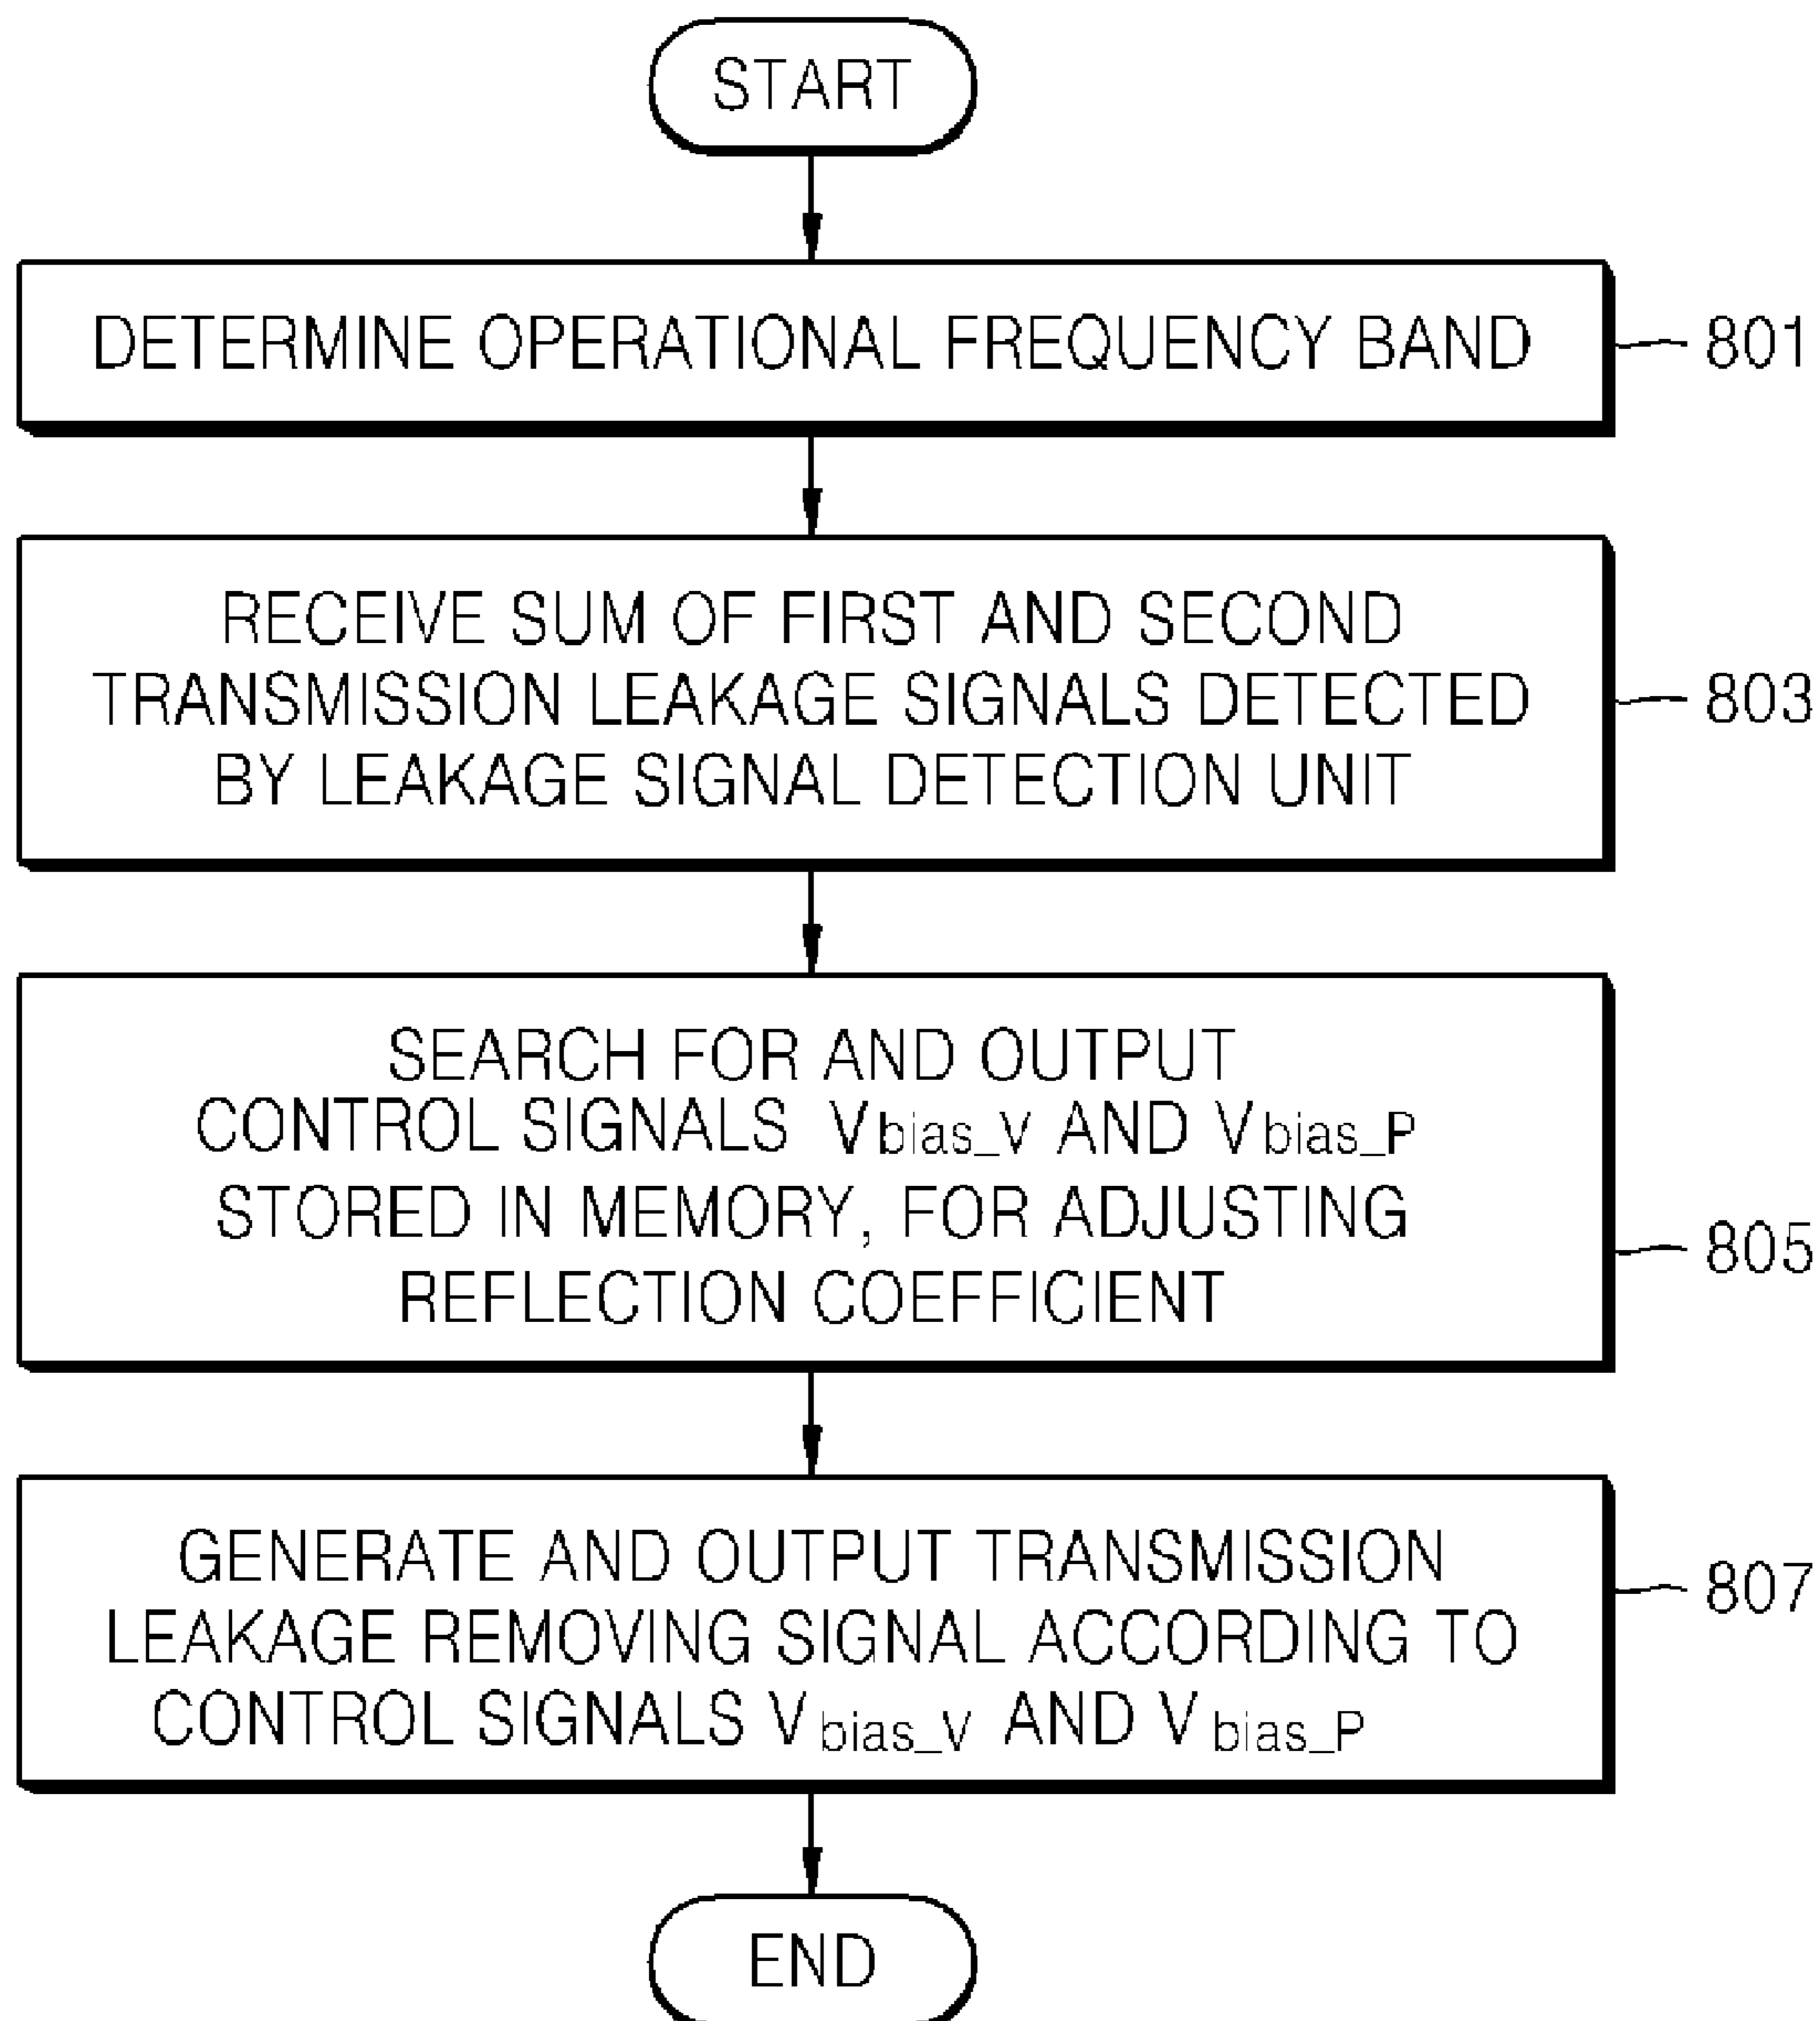 START
DETERMINE OPERATIONAL FREQUENCY BAND
801
RECEIVE SUM OF FIRST AND SECOND
TRANSMISSION LEAKAGE SIGNALS DETECTED
BY LEAKAGE SIGNAL DETECTION UNIT
803
SEARCH FOR AND OUTPUT
CONTROL SIGNALS Vbias_V AND Vbias_P
STORED IN MEMORY, FOR ADJUSTING
REFLECTION COEFFICIENT
805
GENERATE AND OUTPUT TRANSMISSION
LEAKAGE REMOVING SIGNAL ACCORDING TO
CONTROL SIGNALS Vbias_V AND Vbias_P
807
END